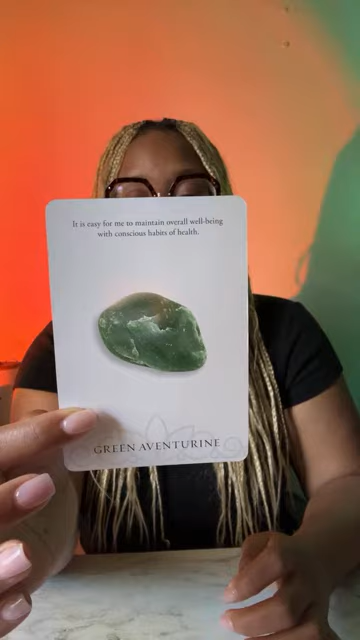 It is easy for me to maintain overall well-being
with conscious habits of health.
GREEN AVENTURINE